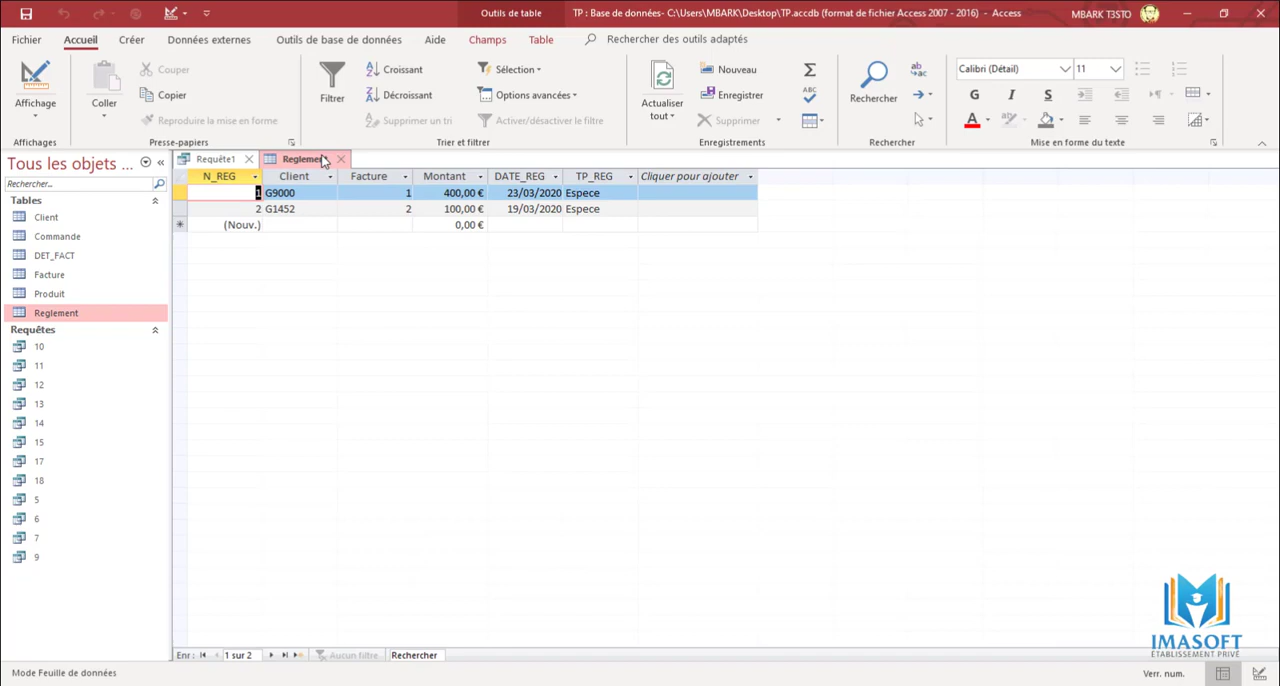 Outils de table
TP : Base de données- C:\Users\MBARK\Desktop\TP.accdb (format de fichier Access 2007 - 2016) - Access
MBARK T3STO
Fichier Accueil Créer Données externes Outils de base de données Aide Champs Table Rechercher des outils adaptés
Affichage
Affichages
Coller
Couper
Copier
Reproduire la mise en forme
Presse-papiers
Filtrer
Croissant
Décroissant
Supprimer un tri
Sélection
Options avancées
Activer/désactiver le filtre
Trier et filtrer
Actualiser
tout
Nouveau
Enregistrer
Supprimer
Enregistrements
Rechercher
Rechercher
Calibri (Détail) 11
G I S
Mise en forme du texte
Tous les objets ...
Rechercher...
Tables
Client
Commande
DET_FACT
Facture
Produit
Reglement
Requêtes
10
11
12
13
14
15
17
18
5
6
7
9
Requête1 Reglement
N_REG Client Facture Montant DATE_REG TP_REG Cliquer pour ajouter
1 G9000 1 400,00 € 23/03/2020 Espece
2 G1452 2 100,00 € 19/03/2020 Espece
(Nouv.) 0,00 €
IMASOFT
ÉTABLISSEMENT PRIVÉ
Enr : 1 sur 2 Aucun filtre Rechercher
Mode Feuille de données
Verr. num.